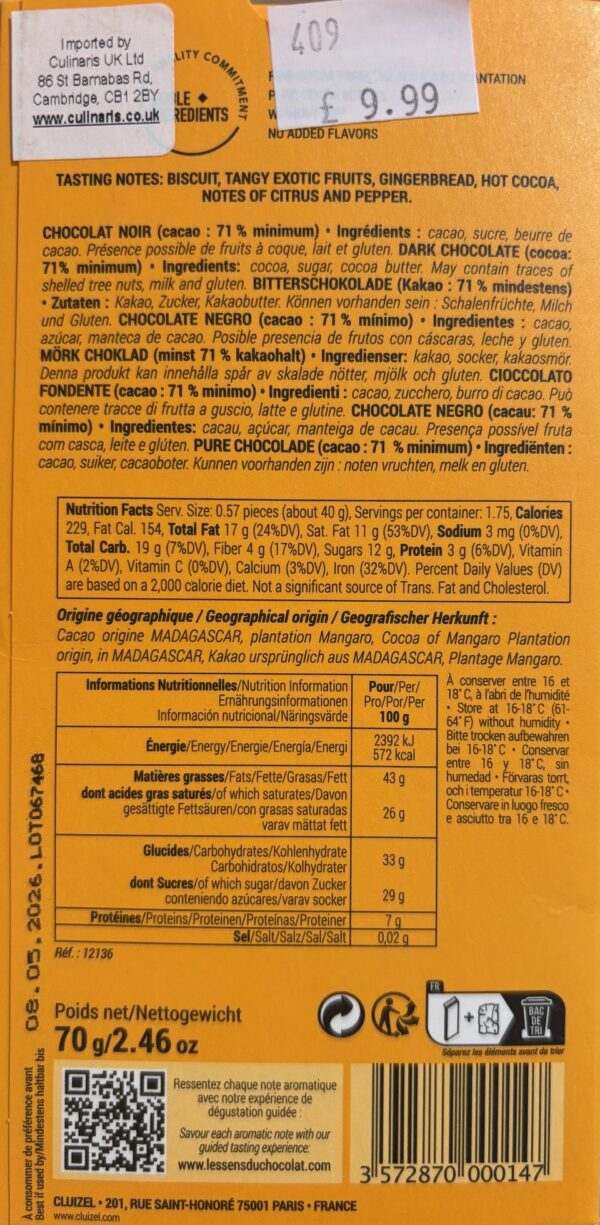 Imported by
Culinaris UK Ltd
86 St Barnabas Rd,
Cambridge, CB1 2BY
www.culinaris.co.uk
COMMITMENT
REDIENTS
409
£ 9.99
NO ADDED FLAVORS
TASTING NOTES: BISCUIT, TANGY EXOTIC FRUITS, GINGERBREAD, HOT COCOA,
NOTES OF CITRUS AND PEPPER.
CHOCOLAT NOIR (cacao : 71 % minimum) • Ingrédients : cacao, sucre, beurre de
cacao. Présence possible de fruits à coque, lait et gluten. DARK CHOCOLATE (cocoa:
71% minimum) • Ingredients: cocoa, sugar, cocoa butter. May contain traces of
shelled tree nuts, milk and gluten. BITTERSCHOKOLADE (Kakao : 71 % mindestens)
• Zutaten : Kakao, Zucker, Kakaobutter. Können vorhanden sein : Schalenfrüchte, Milch
und Gluten. CHOCOLATE NEGRO (cacao : 71 % mínimo) • Ingredientes : cacao,
azúcar, manteca de cacao. Posible presencia de frutos con cáscaras, leche y gluten.
MÖRK CHOKLAD (minst 71 % kakaohalt) • Ingredienser: kakao, socker, kakaosmör.
Denna produkt kan innehålla spår av skalade nötter, mjölk och gluten. CIOCCOLATO
FONDENTE (cacao : 71 % minimo) • Ingredienti : cacao, zucchero, burro di cacao. Può
contenere tracce di frutta a guscio, latte e glutine. CHOCOLATE NEGRO (cacau: 71 %
mínimo) • Ingredientes: cacau, açúcar, manteiga de cacau. Presença possível fruta
com casca, leite e glúten. PURE CHOCOLADE (cacao : 71 % minimum) • Ingrediënten :
cacao, suiker, cacaoboter. Kunnen voorhanden zijn : noten vruchten, melk en gluten.
Nutrition Facts Serv. Size: 0.57 pieces (about 40 g), Servings per container: 1.75, Calories
229, Fat Cal. 154, Total Fat 17 g (24%DV), Sat. Fat 11 g (53%DV), Sodium 3 mg (0%DV),
Total Carb. 19 g (7%DV), Fiber 4 g (17%DV), Sugars 12 g, Protein 3 g (6%DV), Vitamin
A (2%DV), Vitamin C (0%DV), Calcium (3%DV), Iron (32%DV). Percent Daily Values (DV)
are based on a 2,000 calorie diet. Not a significant source of Trans. Fat and Cholesterol.
Origine géographique / Geographical origin / Geografischer Herkunft :
Cacao origine MADAGASCAR, plantation Mangaro, Cocoa of Mangaro Plantation
origin, in MADAGASCAR, Kakao ursprünglich aus MADAGASCAR, Plantage Mangaro.
Informations Nutritionnelles/Nutrition Information
Ernährungsinformationen
Información nutricional/Näringsvärde
Pour/Per/
Pro/Por/Per
100 g
Énergie/Energy/Energie/Energía/Energi
2392 kJ
572 kcal
Matières grasses/Fats/Fette/Grasas/Fett
43 g
dont acides gras saturés/of which saturates/Davon
gesättigte Fettsäuren/con grasas saturadas
varav mättat fett
26 g
Glucides/Carbohydrates/Kohlenhydrate
Carbohidratos/Kolhydrater
33 g
dont Sucres/of which sugar/davon Zucker
conteniendo azúcares/varav socker
29 g
Protéines/Proteins/Proteinen/Proteínas/Proteiner
7 g
Sel/Salt/Salz/Sal/Salt
0,02 g
À conserver entre 16 et
18°C, à l'abri de l'humidité
• Store at 16-18°C (61-
64°F) without humidity •
Bitte trocken aufbewahren
bei 16-18°C • Conservar
entre 16 y 18°C, sin
humedad • Förvaras torrt,
och i temperatur 16-18°C •
Conservare in luogo fresco
e asciutto tra 16 e 18°C.
Réf. : 12136
Poids net/Nettogewicht
70 g/2.46 oz
FR
BAC
DE
TRI
Séparez les éléments avant de trier
Ressentez chaque note aromatique
avec notre expérience de
dégustation guidée :
Savour each aromatic note with our
guided tasting experience:
www.lessensduchocolat.com
3 572870 000147
CLUIZEL • 201, RUE SAINT-HONORÉ 75001 PARIS • FRANCE
www.cluizel.com
À consommer de préférence avant
Best if used by/Mindestens haltbar bis
08.05.2026.LOT067468